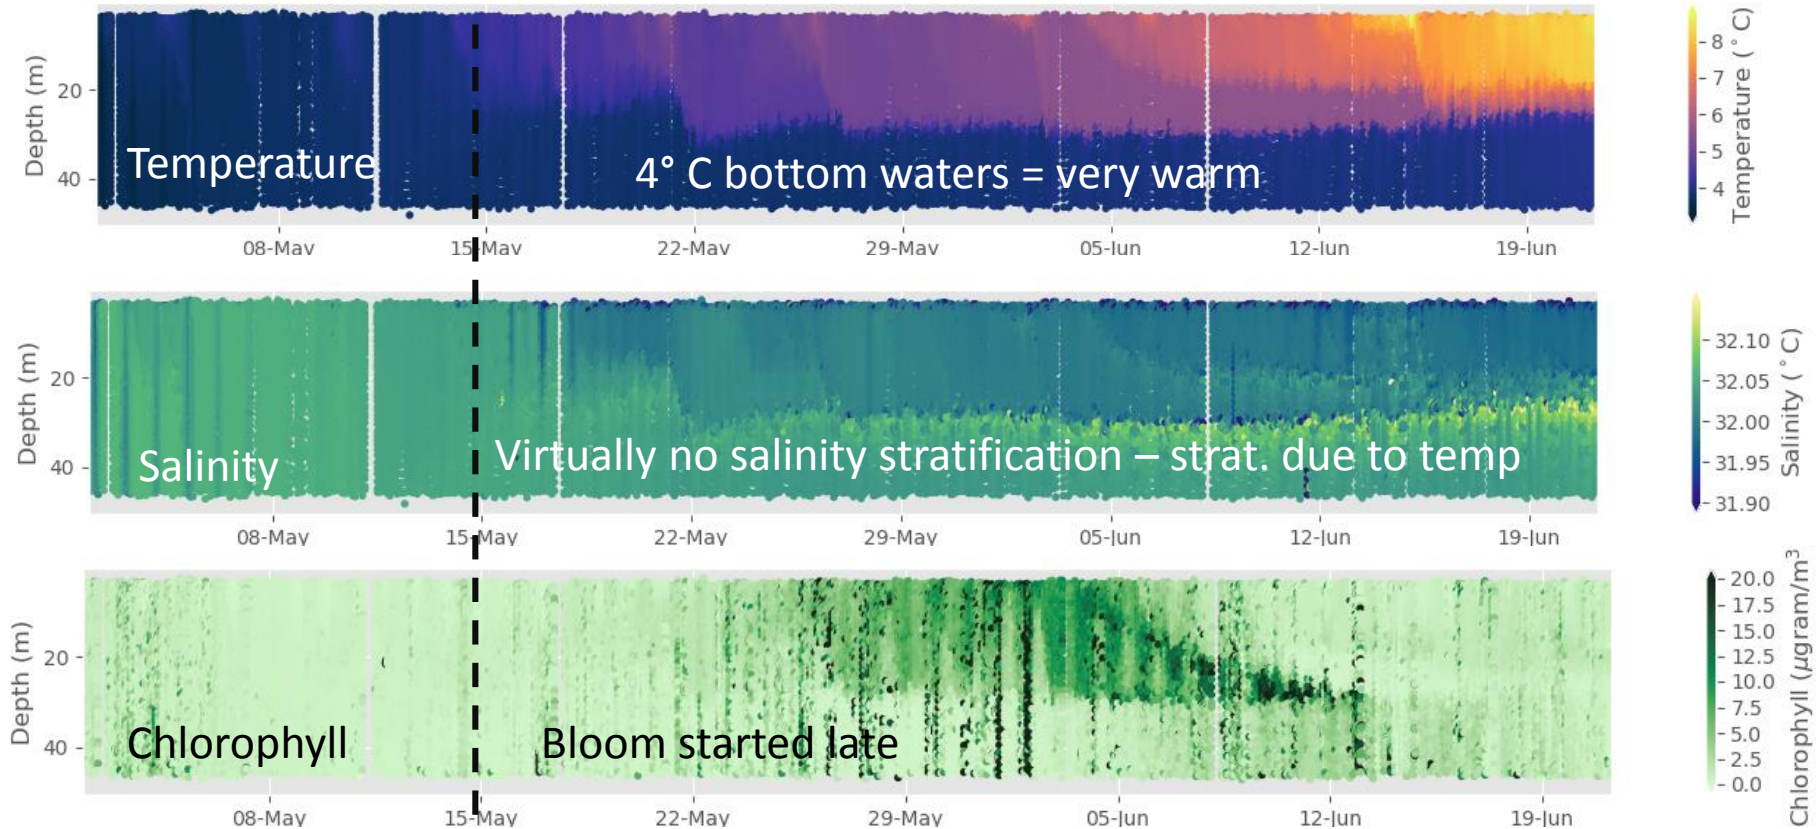 Depth (m)
20
40
Temperature
4° C bottom waters = very warm
08-May
15-May
22-May
29-May
05-Jun
12-Jun
19-Jun
8
7
6
5
4
Temperature (°C)
Depth (m)
20
40
Salinity
Virtually no salinity stratification – strat. due to temp
08-May
15-May
22-May
29-May
05-Jun
12-Jun
19-Jun
32.10
32.05
32.00
31.95
31.90
Salinity (°C)
Depth (m)
20
40
Chlorophyll
Bloom started late
08-May
15-May
22-May
29-May
05-Jun
12-Jun
19-Jun
20.0
17.5
15.0
12.5
10.0
7.5
5.0
2.5
0.0
Chlorophyll (μgram/m³